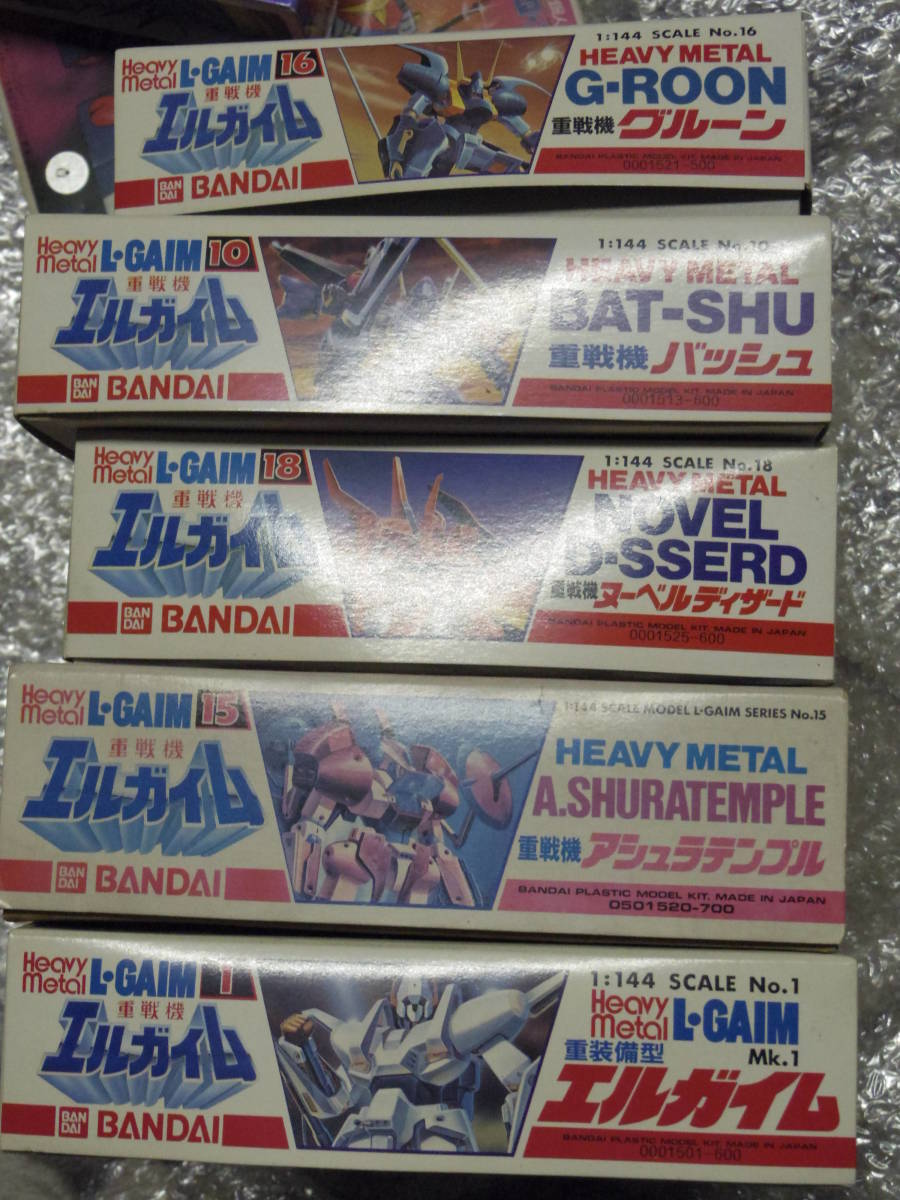 Heavy Metal L·GAIM 16
重戦機
エルガイム
BAN DAI BANDAI
1:144 SCALE No.16
HEAVY METAL
G-ROON
重戦機 グルーン
BANDAI PLASTIC MODEL KIT. MADE IN JAPAN
0001521-500
Heavy Metal L·GAIM 10
重戦機
エルガイム
BAN DAI BANDAI
1:144 SCALE No.10
HEAVY METAL
BAT-SHU
重戦機 バッシュ
BANDAI PLASTIC MODEL KIT. MADE IN JAPAN
0001513-600
Heavy Metal L·GAIM 18
重戦機
エルガイム
BAN DAI BANDAI
1:144 SCALE No.18
HEAVY METAL
NOVEL
D-SSERD
重戦機 ヌーベルディザード
BANDAI PLASTIC MODEL KIT. MADE IN JAPAN
0001525-600
Heavy Metal L·GAIM 15
重戦機
エルガイム
BAN DAI BANDAI
1:144 SCALE MODEL L·GAIM SERIES No.15
HEAVY METAL
A.SHURATEMPLE
重戦機 アシュラテンプル
BANDAI PLASTIC MODEL KIT. MADE IN JAPAN
0501520-700
Heavy Metal L·GAIM 1
重戦機
エルガイム
BAN DAI BANDAI
1:144 SCALE No.1
Heavy Metal L·GAIM
重装備型 Mk.1
エルガイム
BANDAI PLASTIC MODEL KIT. MADE IN JAPAN
0001501-600